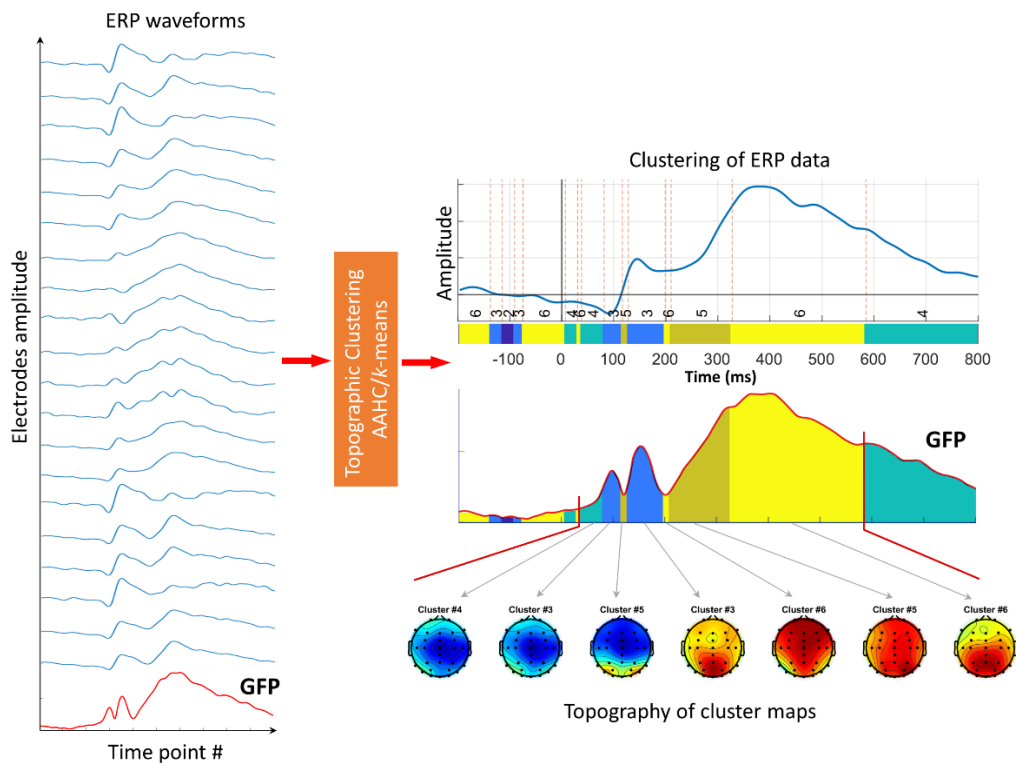 ERP waveforms
Electrodes amplitude
GFP
Time point #
Topographic Clustering
AAHC/k-means
Clustering of ERP data
Amplitude
6 3 2 3 6 4 6 4 3 5 3 6 5 6 4
-100 0 100 200 300 400 500 600 700 800
Time (ms)
GFP
Cluster #4 Cluster #3 Cluster #5 Cluster #3 Cluster #6 Cluster #5 Cluster #6
Topography of cluster maps